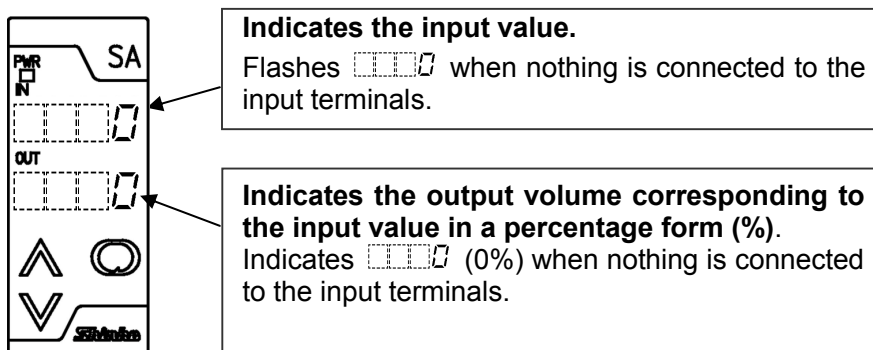 PWR
SA
IN
0
OUT
0
Shinko
Indicates the input value.
Flashes 0 when nothing is connected to the
input terminals.
Indicates the output volume corresponding to
the input value in a percentage form (%).
Indicates 0 (0%) when nothing is connected
to the input terminals.